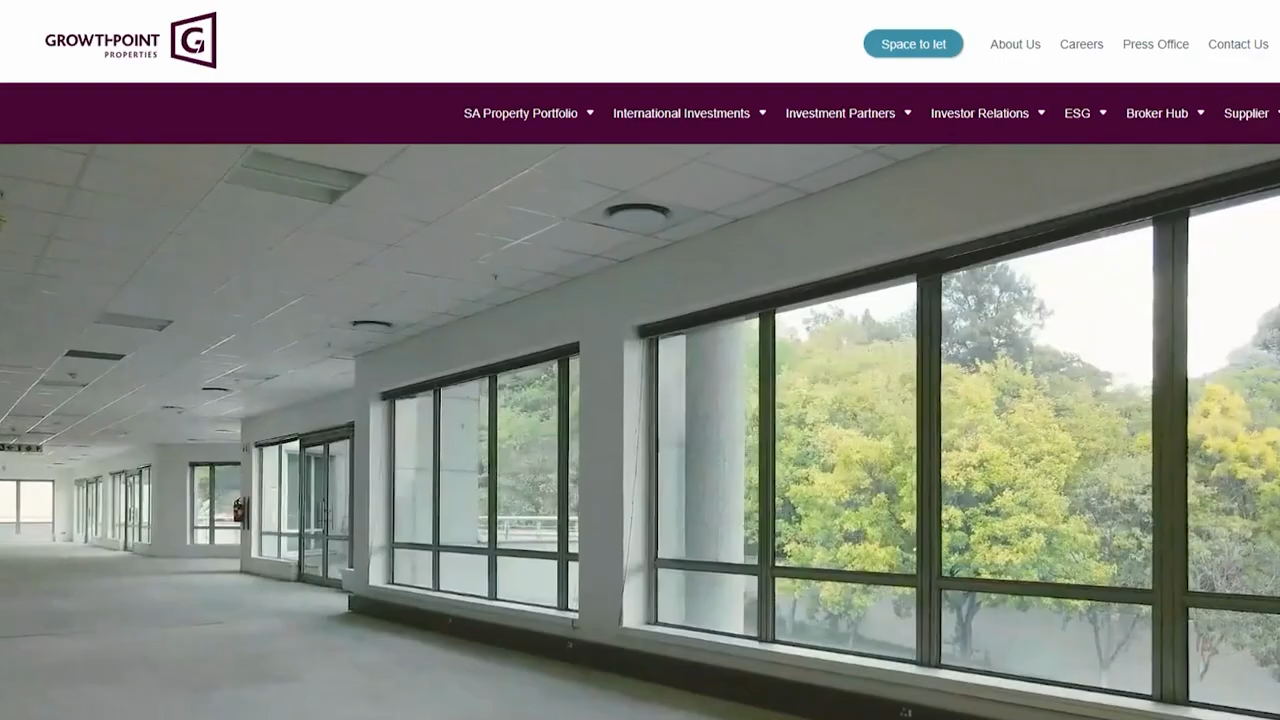 GROWTHPOINT
PROPERTIES
Space to let
About Us
Careers
Press Office
Contact Us
SA Property Portfolio
International Investments
Investment Partners
Investor Relations
ESG
Broker Hub
Supplier